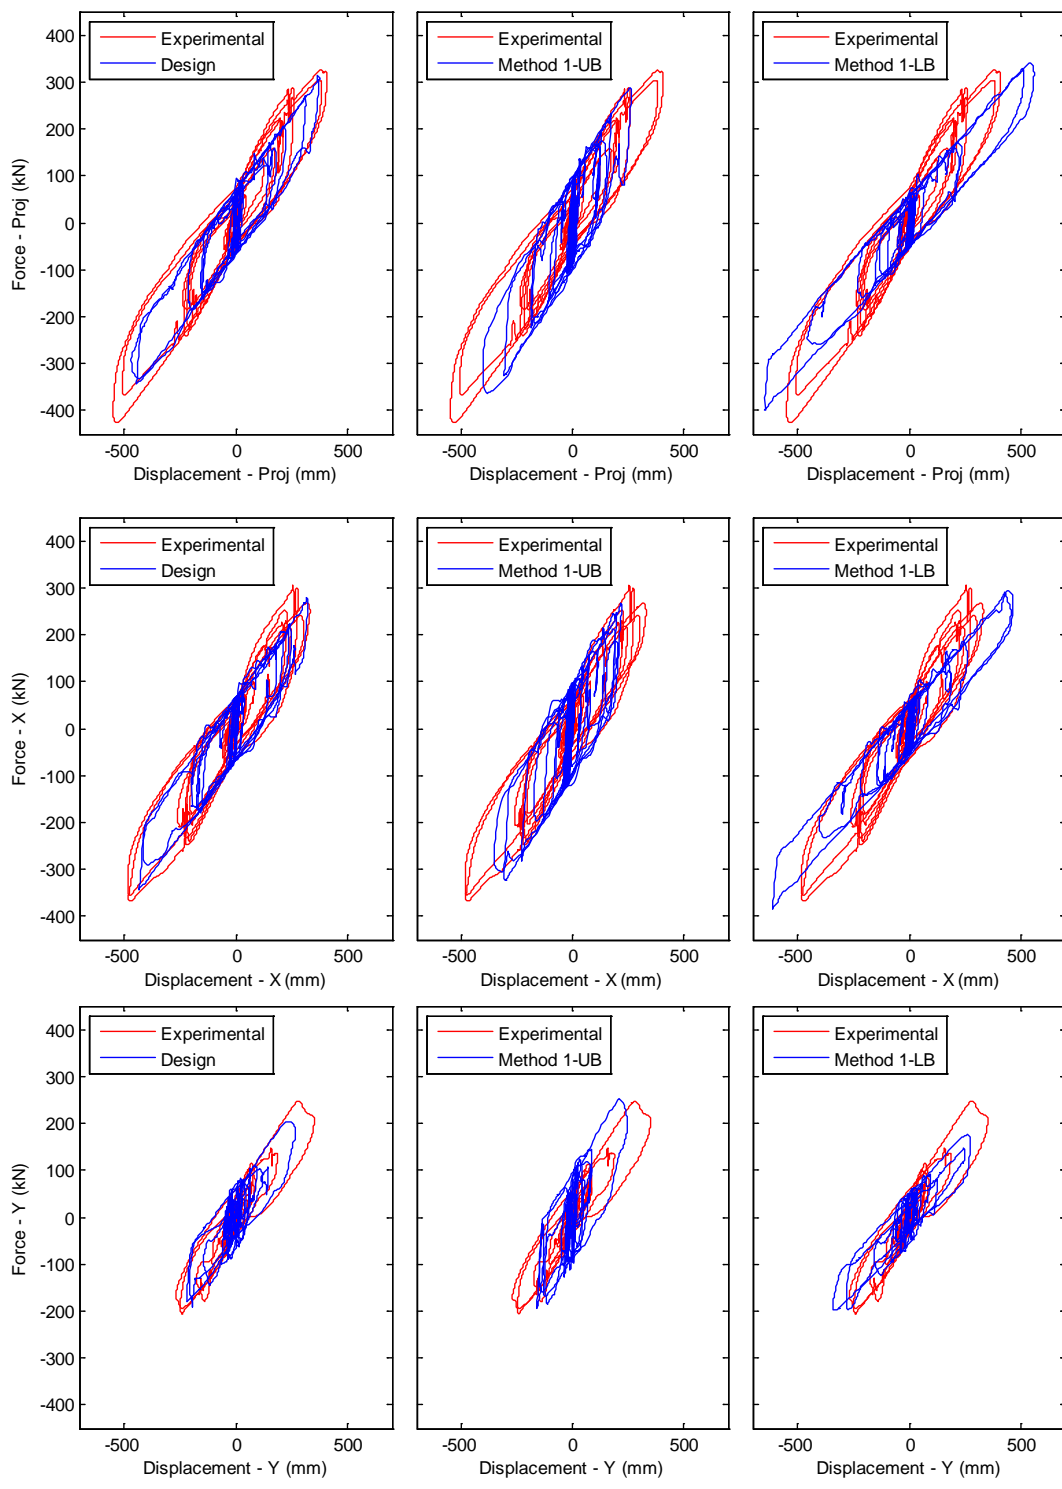 400
300
200
100
0
-100
-200
-300
-400
Force - Proj (kN)
Experimental
Design
-500 0 500
Displacement - Proj (mm)
Experimental
Method 1-UB
-500 0 500
Displacement - Proj (mm)
Experimental
Method 1-LB
-500 0 500
Displacement - Proj (mm)
400
300
200
100
0
-100
-200
-300
-400
Force - X (kN)
Experimental
Design
-500 0 500
Displacement - X (mm)
Experimental
Method 1-UB
-500 0 500
Displacement - X (mm)
Experimental
Method 1-LB
-500 0 500
Displacement - X (mm)
400
300
200
100
0
-100
-200
-300
-400
Force - Y (kN)
Experimental
Design
-500 0 500
Displacement - Y (mm)
Experimental
Method 1-UB
-500 0 500
Displacement - Y (mm)
Experimental
Method 1-LB
-500 0 500
Displacement - Y (mm)